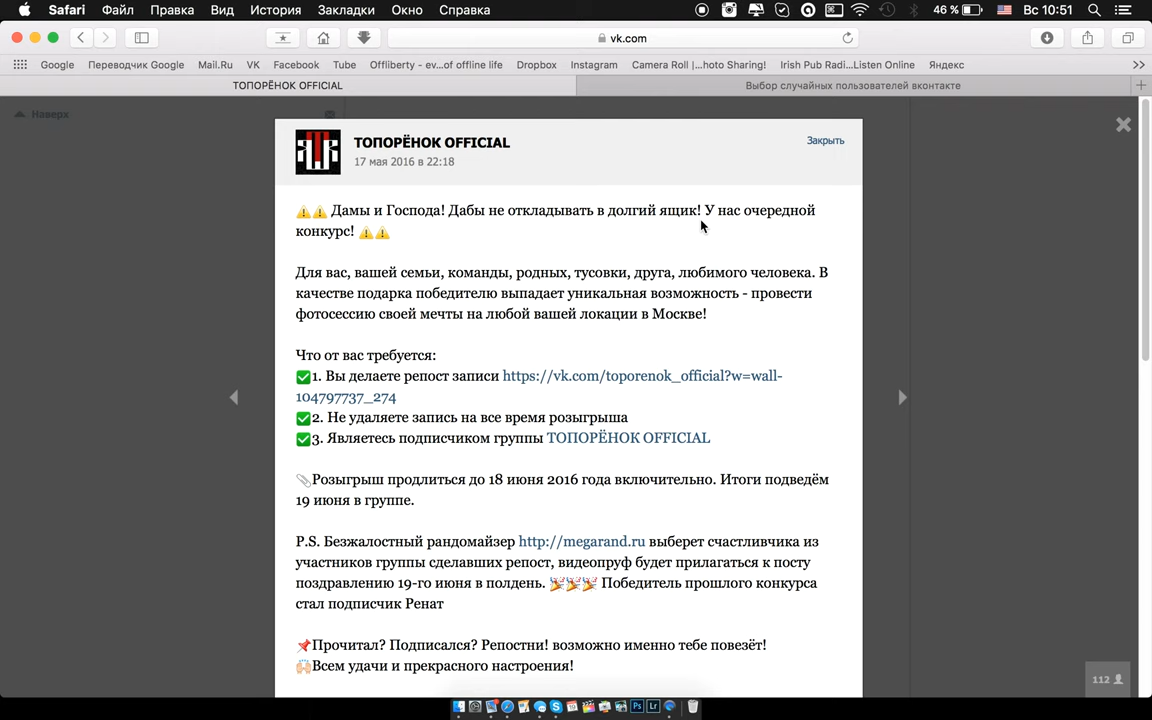 Safari Файл Правка Вид История Закладки Окно Справка 46 % Вс 10:51
vk.com
Google Переводчик Google Mail.Ru VK Facebook Tube Offliberty - ev...of offline life Dropbox Instagram Camera Roll |...hoto Sharing! Irish Pub Radi...Listen Online Яндекс
ТОПОРЁНОК OFFICIAL Выбор случайных пользователей вконтакте
Наверх
ТОПОРЁНОК OFFICIAL Закрыть
17 мая 2016 в 22:18
⚠️⚠️ Дамы и Господа! Дабы не откладывать в долгий ящик! У нас очередной
конкурс! ⚠️⚠️
Для вас, вашей семьи, команды, родных, тусовки, друга, любимого человека. В
качестве подарка победителю выпадает уникальная возможность - провести
фотосессию своей мечты на любой вашей локации в Москве!
Что от вас требуется:
✅1. Вы делаете репост записи https://vk.com/toporenok_official?w=wall-
104797737_274
✅2. Не удаляете запись на все время розыгрыша
✅3. Являетесь подписчиком группы ТОПОРЁНОК OFFICIAL
📎Розыгрыш продлиться до 18 июня 2016 года включительно. Итоги подведём
19 июня в группе.
P.S. Безжалостный рандомайзер http://megarand.ru выберет счастливчика из
участников группы сделавших репост, видеопруф будет прилагаться к посту
поздравлению 19-го июня в полдень. 🎉🎉🎉 Победитель прошлого конкурса
стал подписчик Ренат
📌Прочитал? Подписался? Репостни! возможно именно тебе повезёт!
🙌🏻Всем удачи и прекрасного настроения!
112
Ps Lr